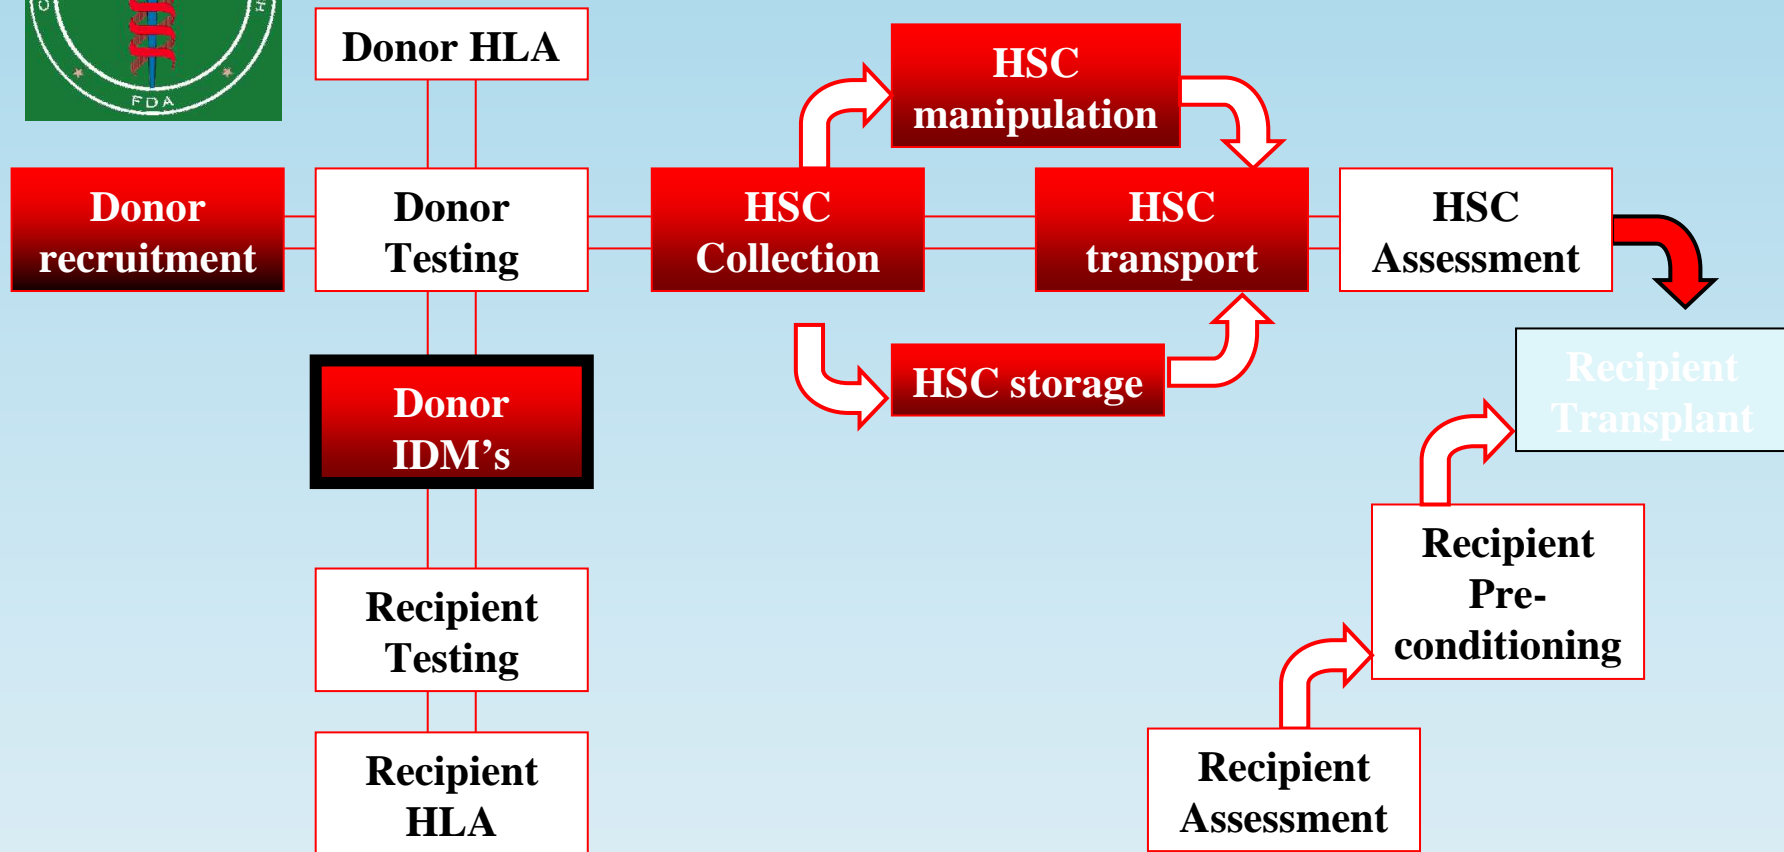 FDA
Donor HLA
HSC
manipulation
Donor
recruitment
Donor
Testing
HSC
Collection
HSC
transport
HSC
Assessment
Donor
IDM’s
HSC storage
Recipient
Transplant
Recipient
Pre-
conditioning
Recipient
Testing
Recipient
Assessment
Recipient
HLA